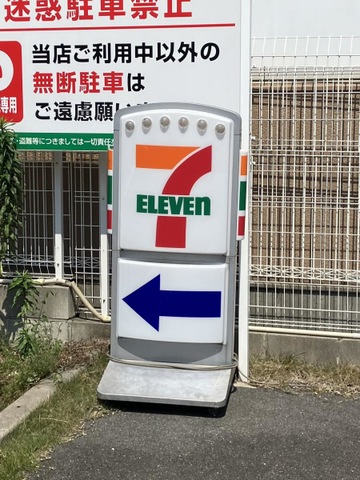 迷惑駐車禁止
当店ご利用中以外の
無断駐車は
ご遠慮願い
専用
・盗難等につきましては一切責任
7
ELEVEn